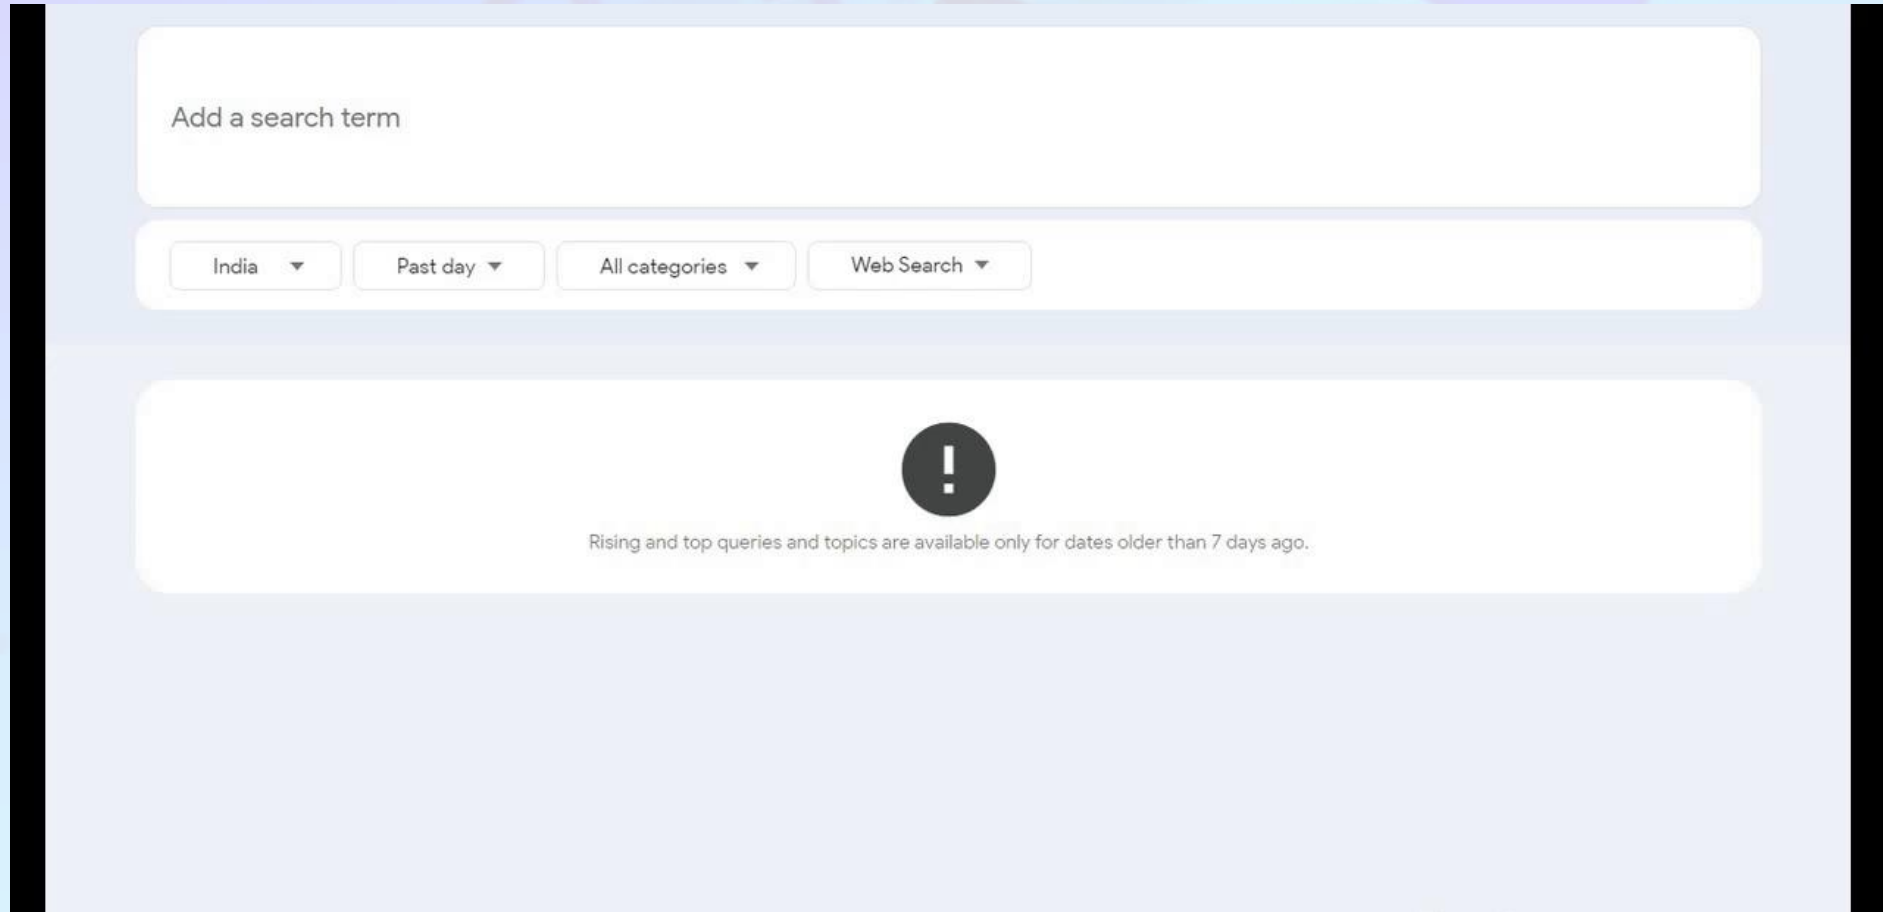 Add a search term
India Past day All categories Web Search
Rising and top queries and topics are available only for dates older than 7 days ago.